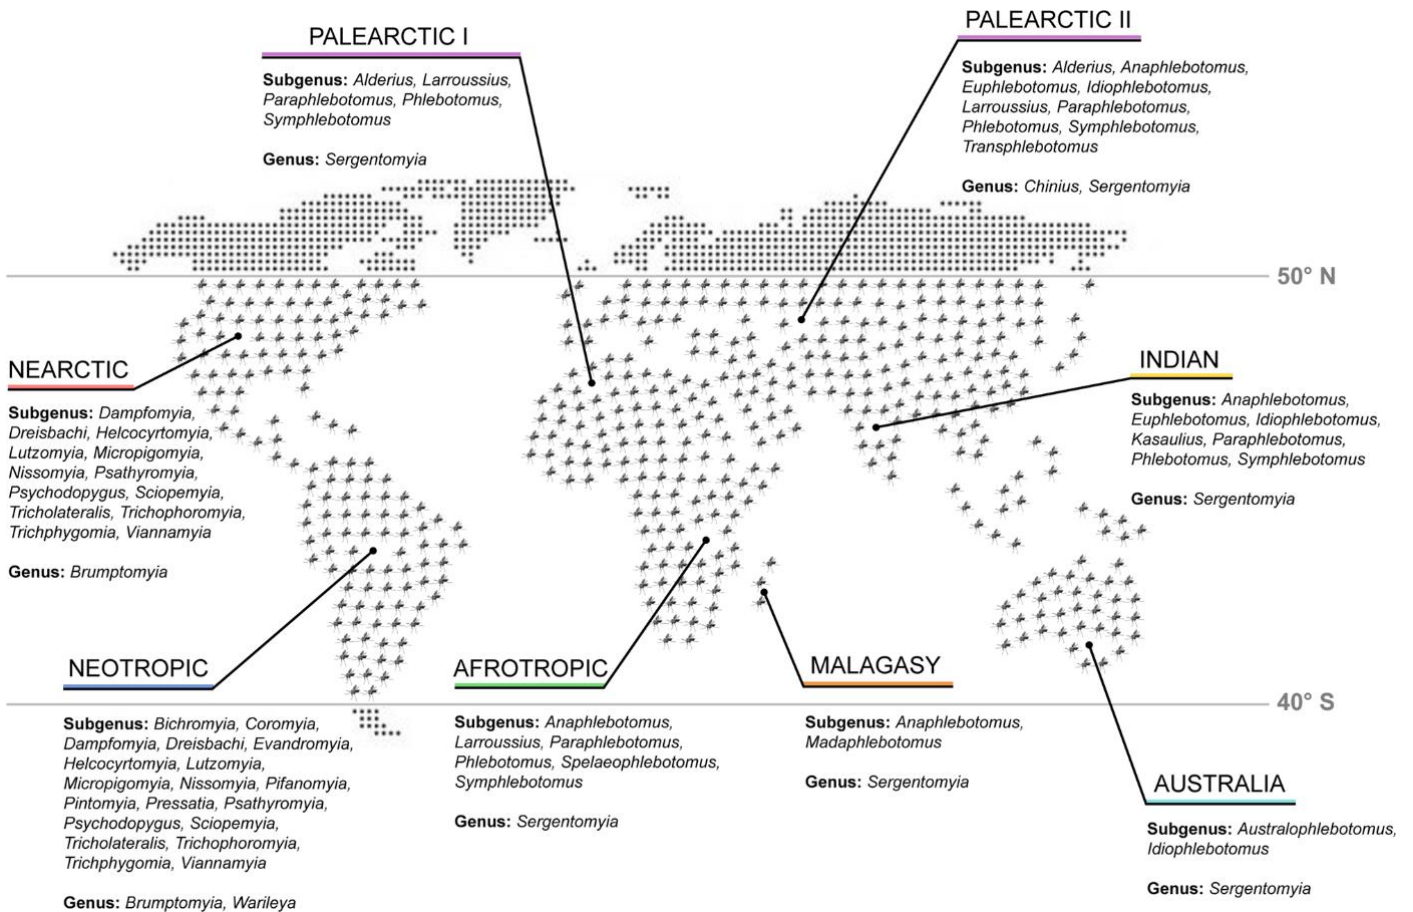 PALEARCTIC I
Subgenus: Alderius, Larroussius,
Paraphlebotomus, Phlebotomus,
Symphlebotomus
Genus: Sergentomyia
PALEARCTIC II
Subgenus: Alderius, Anaphlebotomus,
Euphlebotomus, Idiophlebotomus,
Larroussius, Paraphlebotomus,
Phlebotomus, Symphlebotomus,
Transphlebotomus
Genus: Chinius, Sergentomyia
50° N
NEARCTIC
Subgenus: Dampfomyia,
Dreisbachi, Helcocyrtomyia,
Lutzomyia, Micropigomyia,
Nissomyia, Psathyromyia,
Psychodopygus, Sciopemyia,
Tricholateralis, Trichophoromyia,
Trichphygomia, Viannamyia
Genus: Brumptomyia
INDIAN
Subgenus: Anaphlebotomus,
Euphlebotomus, Idiophlebotomus,
Kasaulius, Paraphlebotomus,
Phlebotomus, Symphlebotomus
Genus: Sergentomyia
NEOTROPIC
Subgenus: Bichromyia, Coromyia,
Dampfomyia, Dreisbachi, Evandromyia,
Helcocyrtomyia, Lutzomyia,
Micropigomyia, Nissomyia, Pifanomyia,
Pintomyia, Pressatia, Psathyromyia,
Psychodopygus, Sciopemyia,
Tricholateralis, Trichophoromyia,
Trichphygomia, Viannamyia
Genus: Brumptomyia, Warileya
AFROTROPIC
Subgenus: Anaphlebotomus,
Larroussius, Paraphlebotomus,
Phlebotomus, Spelaeophlebotomus,
Symphlebotomus
Genus: Sergentomyia
MALAGASY
Subgenus: Anaphlebotomus,
Madaphlebotomus
Genus: Sergentomyia
40° S
AUSTRALIA
Subgenus: Australophlebotomus,
Idiophlebotomus
Genus: Sergentomyia